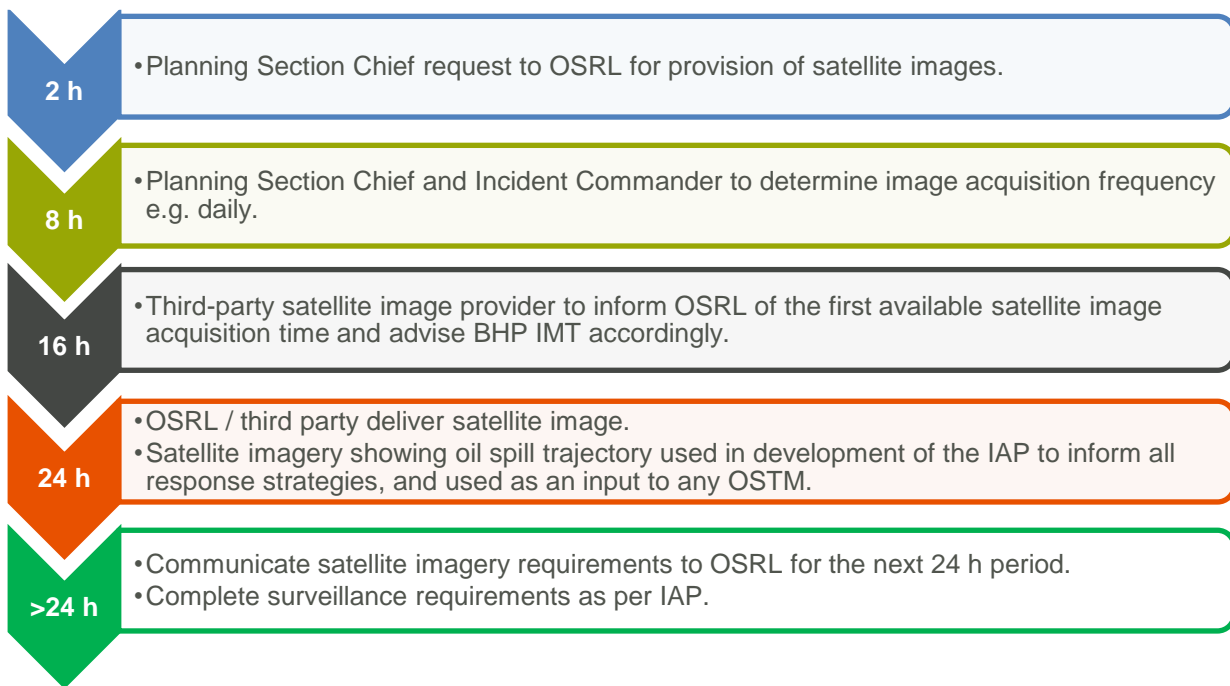 2 h
•Planning Section Chief request to OSRL for provision of satellite images.
8 h
•Planning Section Chief and Incident Commander to determine image acquisition frequency
e.g. daily.
16 h
•Third-party satellite image provider to inform OSRL of the first available satellite image
acquisition time and advise BHP IMT accordingly.
24 h
•OSRL / third party deliver satellite image.
•Satellite imagery showing oil spill trajectory used in development of the IAP to inform all
response strategies, and used as an input to any OSTM.
>24 h
•Communicate satellite imagery requirements to OSRL for the next 24 h period.
•Complete surveillance requirements as per IAP.